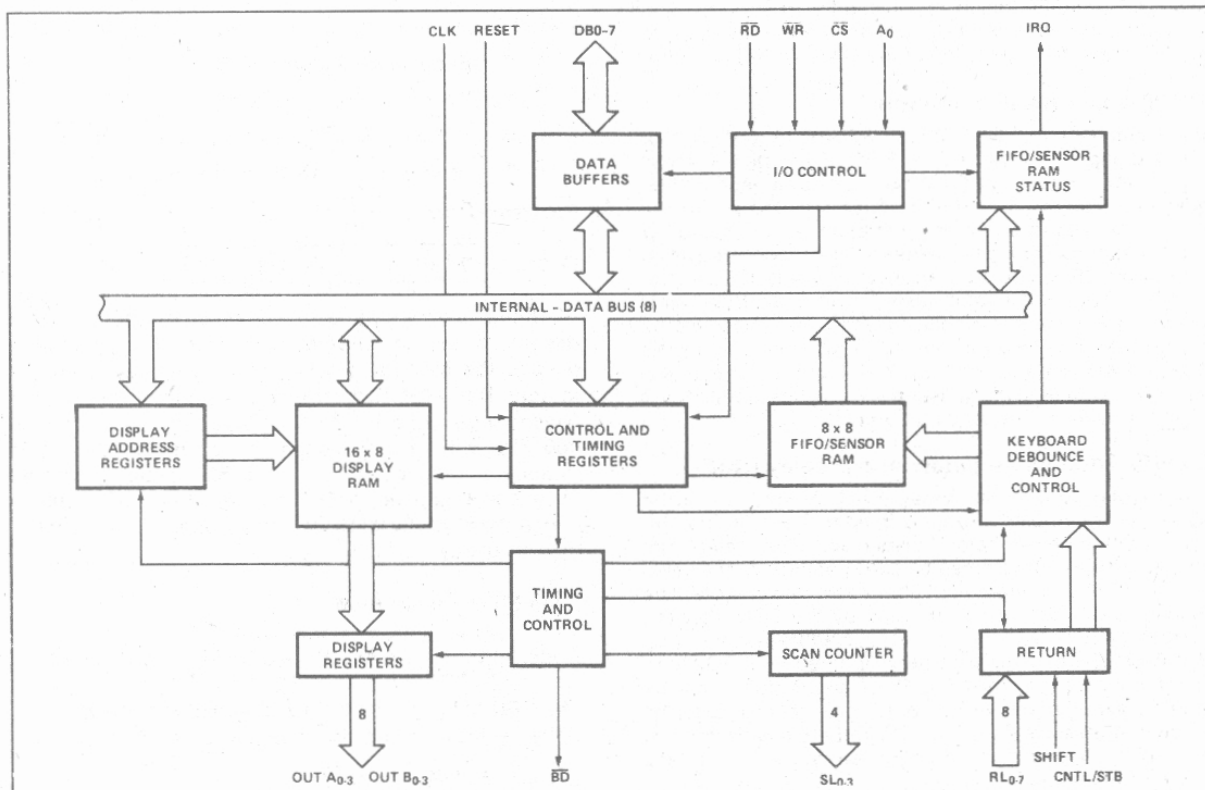 CLK RESET DB0-7 RD WR CS A0 IRQ
DATA
BUFFERS
I/O CONTROL
FIFO/SENSOR
RAM
STATUS
INTERNAL - DATA BUS (8)
DISPLAY
ADDRESS
REGISTERS
16 x 8
DISPLAY
RAM
CONTROL AND
TIMING
REGISTERS
8 x 8
FIFO/SENSOR
RAM
KEYBOARD
DEBOUNCE
AND
CONTROL
TIMING
AND
CONTROL
DISPLAY
REGISTERS
SCAN COUNTER
RETURN
8
4
8
OUT A0-3 OUT B0-3
BD
SL0-3
RL0-7
SHIFT
CNTL/STB